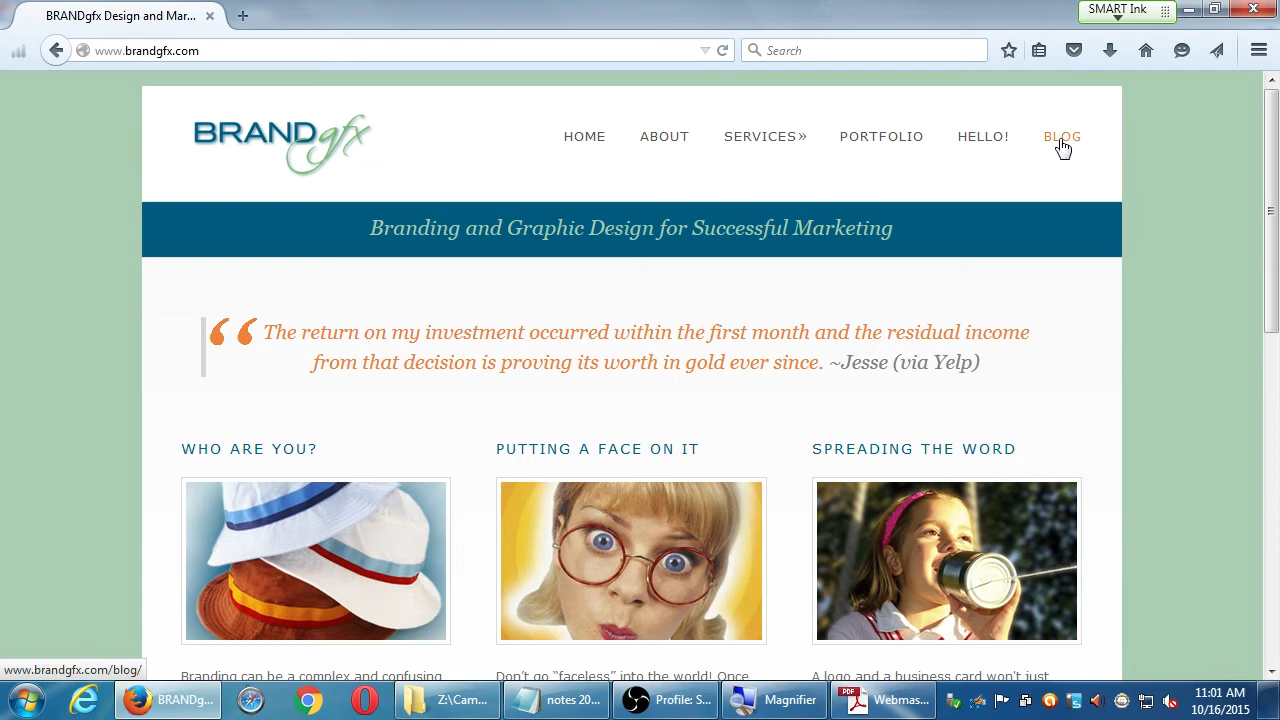 BRANDgfx Design and Mar...
SMART Ink
www.brandgfx.com
Search
BRANDgfx
HOME
ABOUT
SERVICES»
PORTFOLIO
HELLO!
BLOG
Branding and Graphic Design for Successful Marketing
“The return on my investment occurred within the first month and the residual income
from that decision is proving its worth in gold ever since. ~Jesse (via Yelp)
WHO ARE YOU?
PUTTING A FACE ON IT
SPREADING THE WORD
Branding can be a complex and confusing
Don't go “faceless” into the world! Once
A logo and a business card won't just
www.brandgfx.com/blog/
BRANDg...
Z:\Cam...
notes 20...
Profile: S...
Magnifier
PDF
Webmas...
11:01 AM
10/16/2015